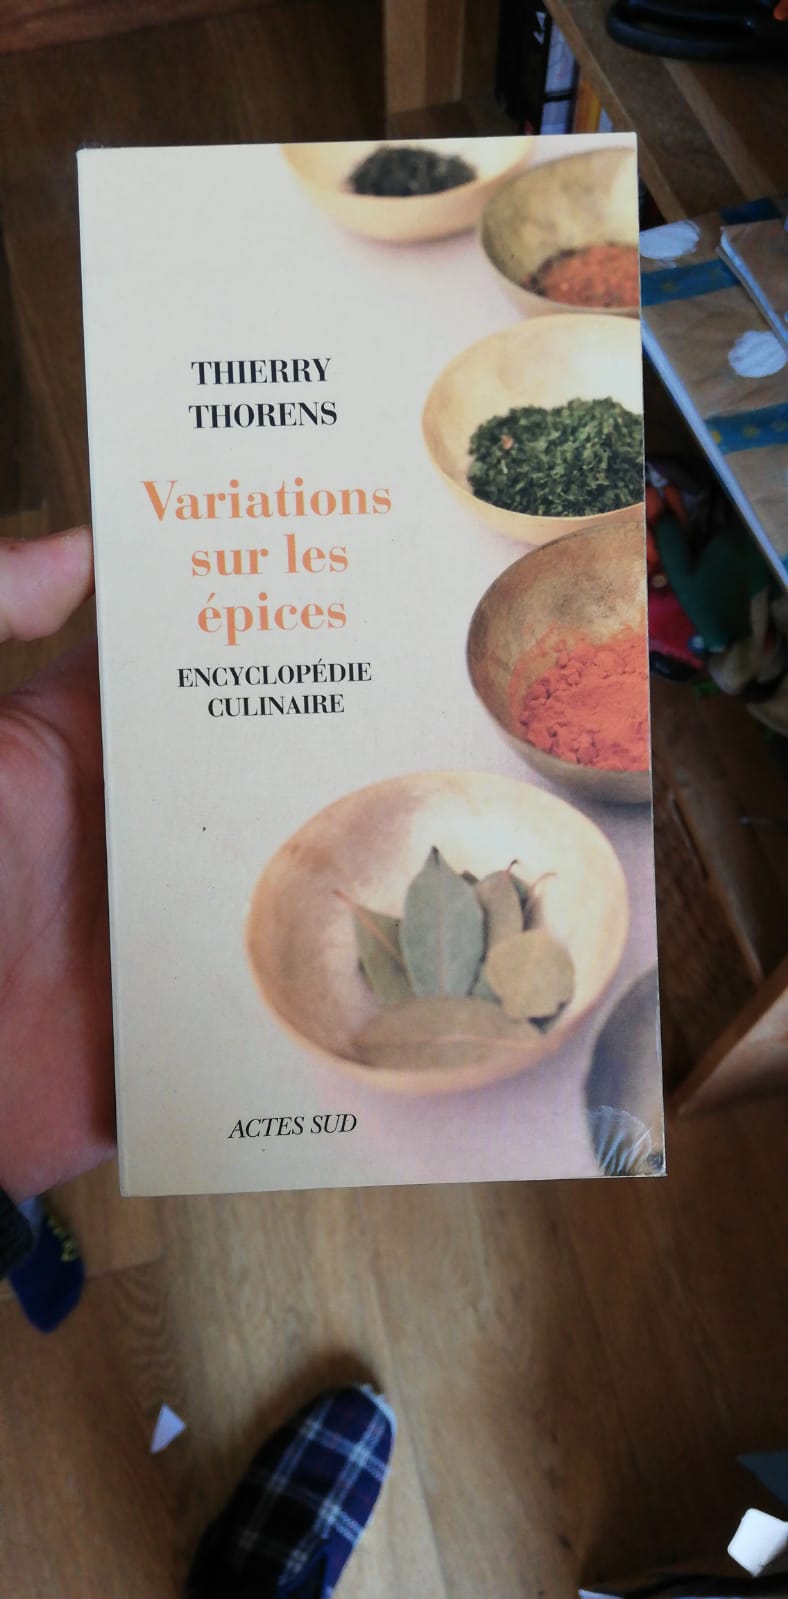 THIERRY
THORENS
Variations
sur les
épices
ENCYCLOPÉDIE
CULINAIRE
ACTES SUD